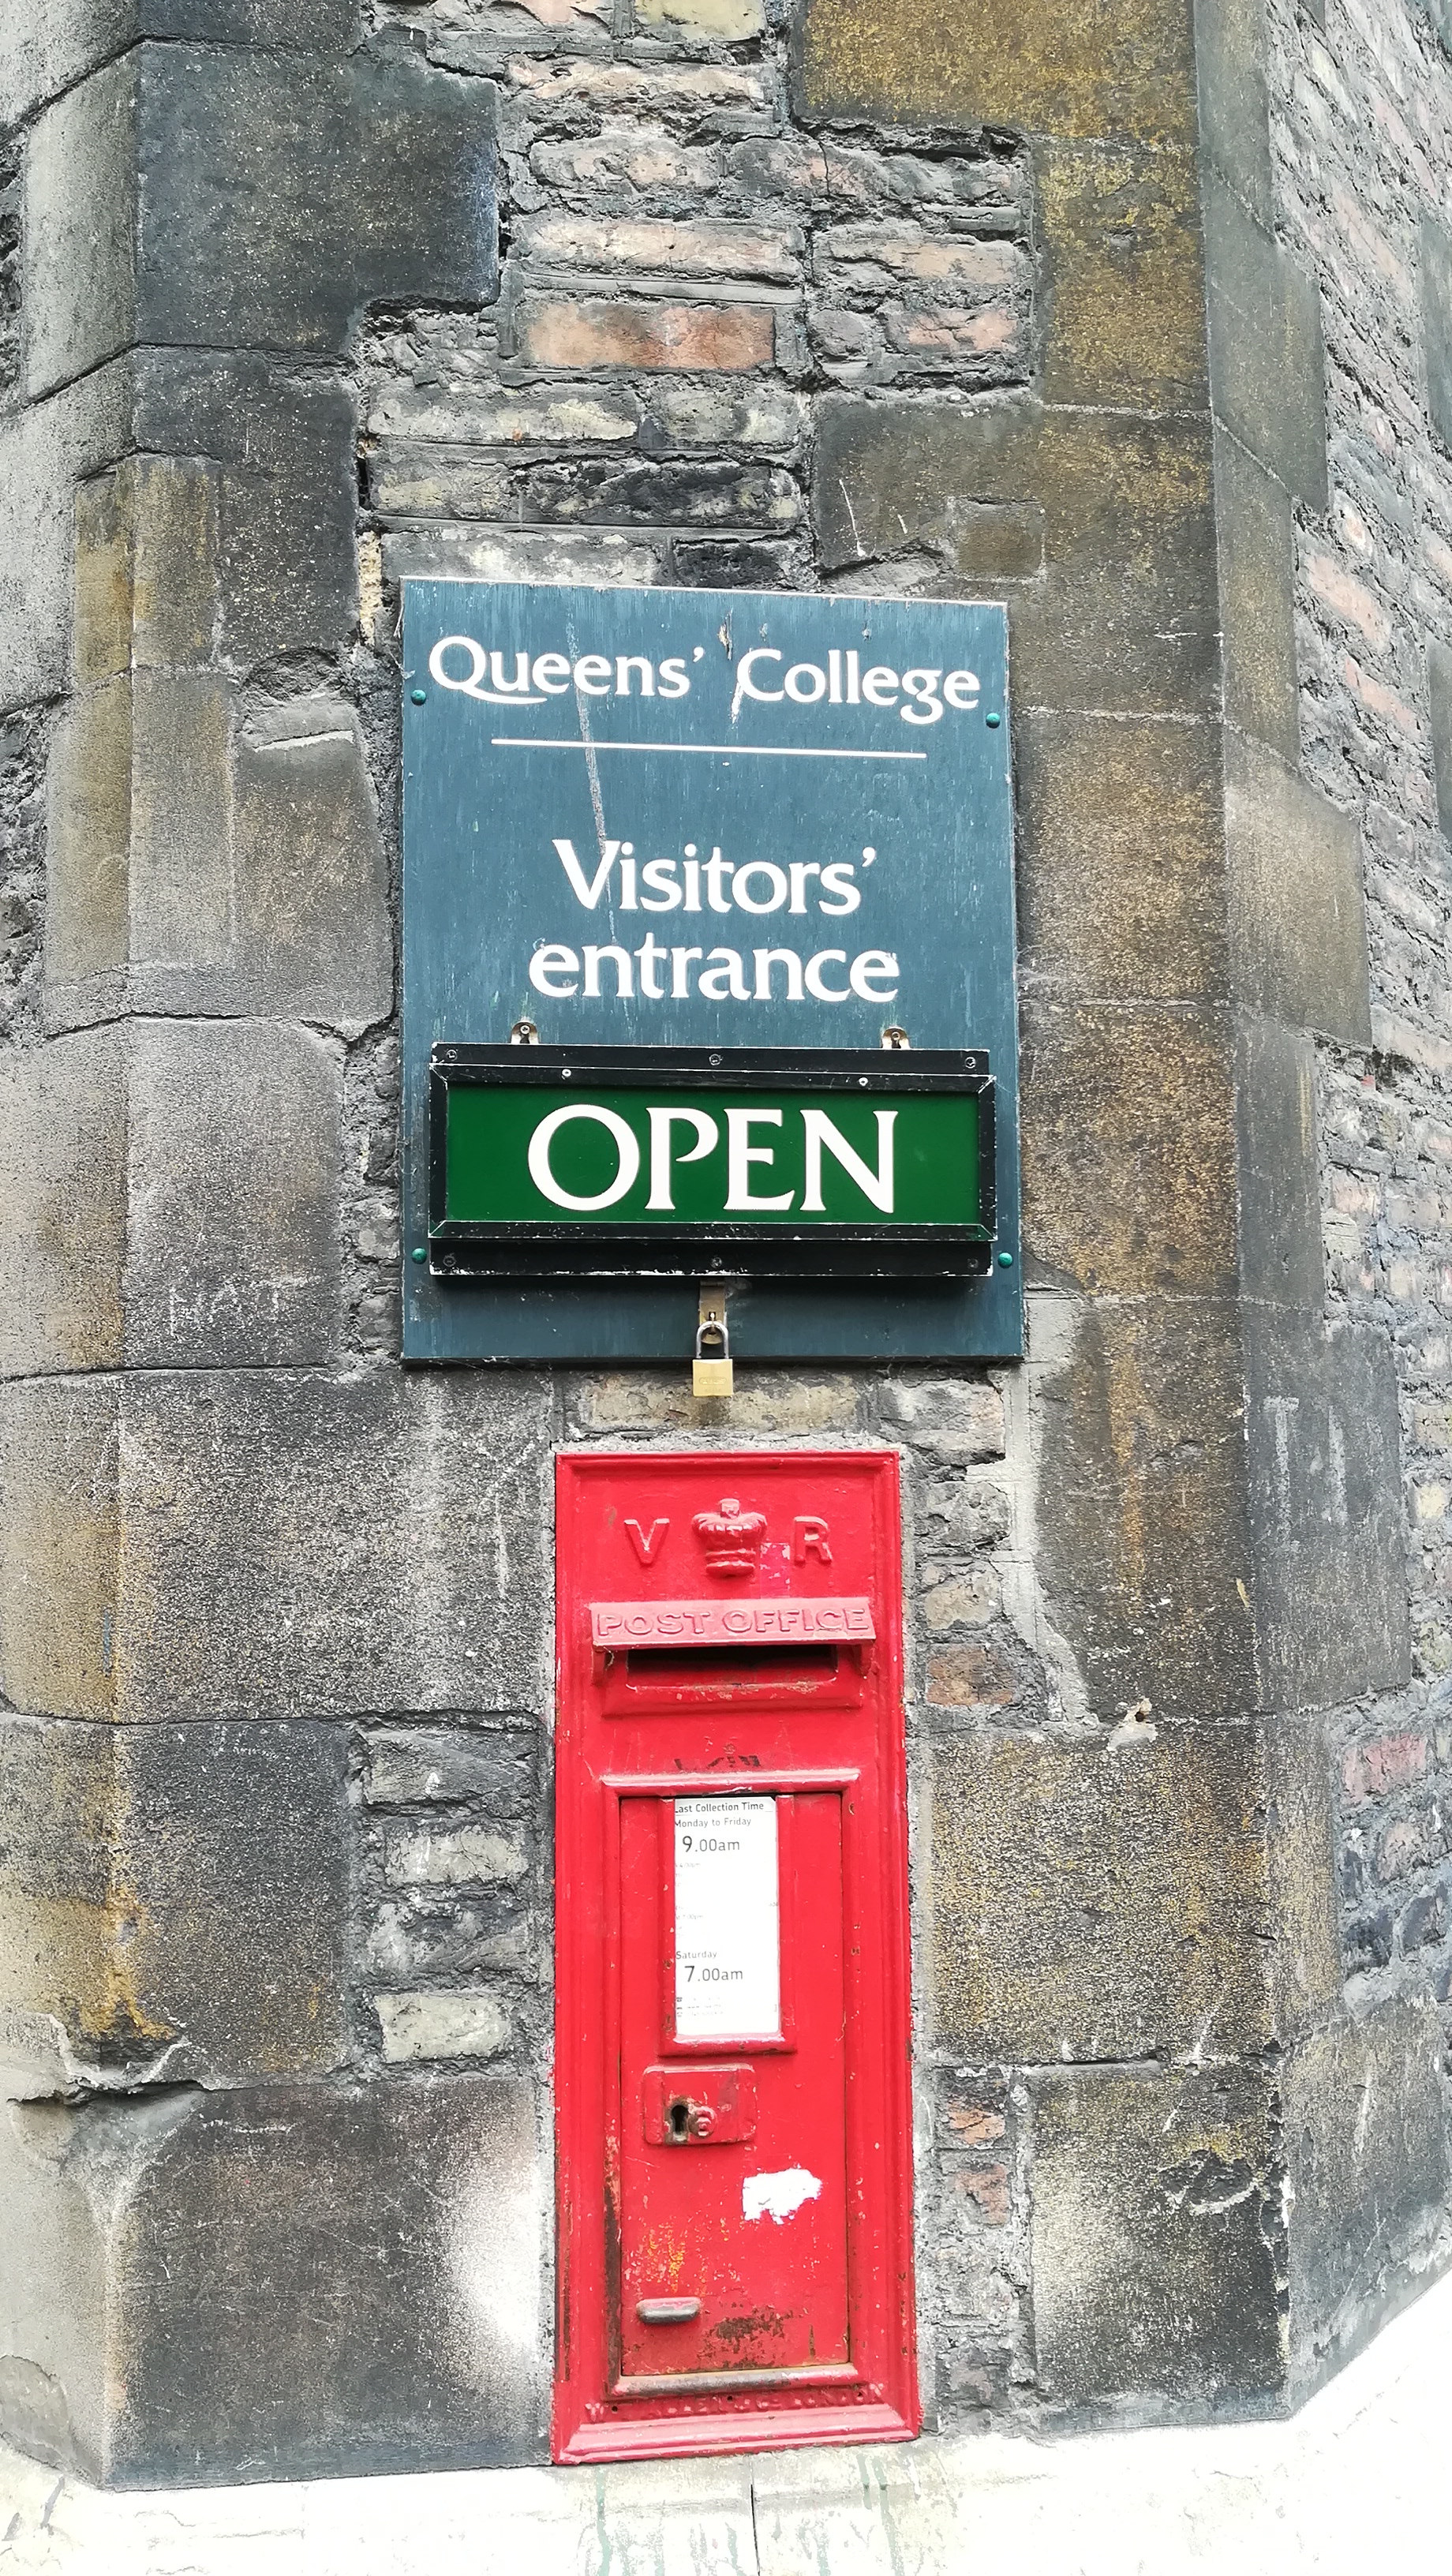 Queens' College
Visitors'
entrance
OPEN
V R
POST OFFICE
Last Collection Time
Monday to Friday
9.00am
Saturday
7.00am